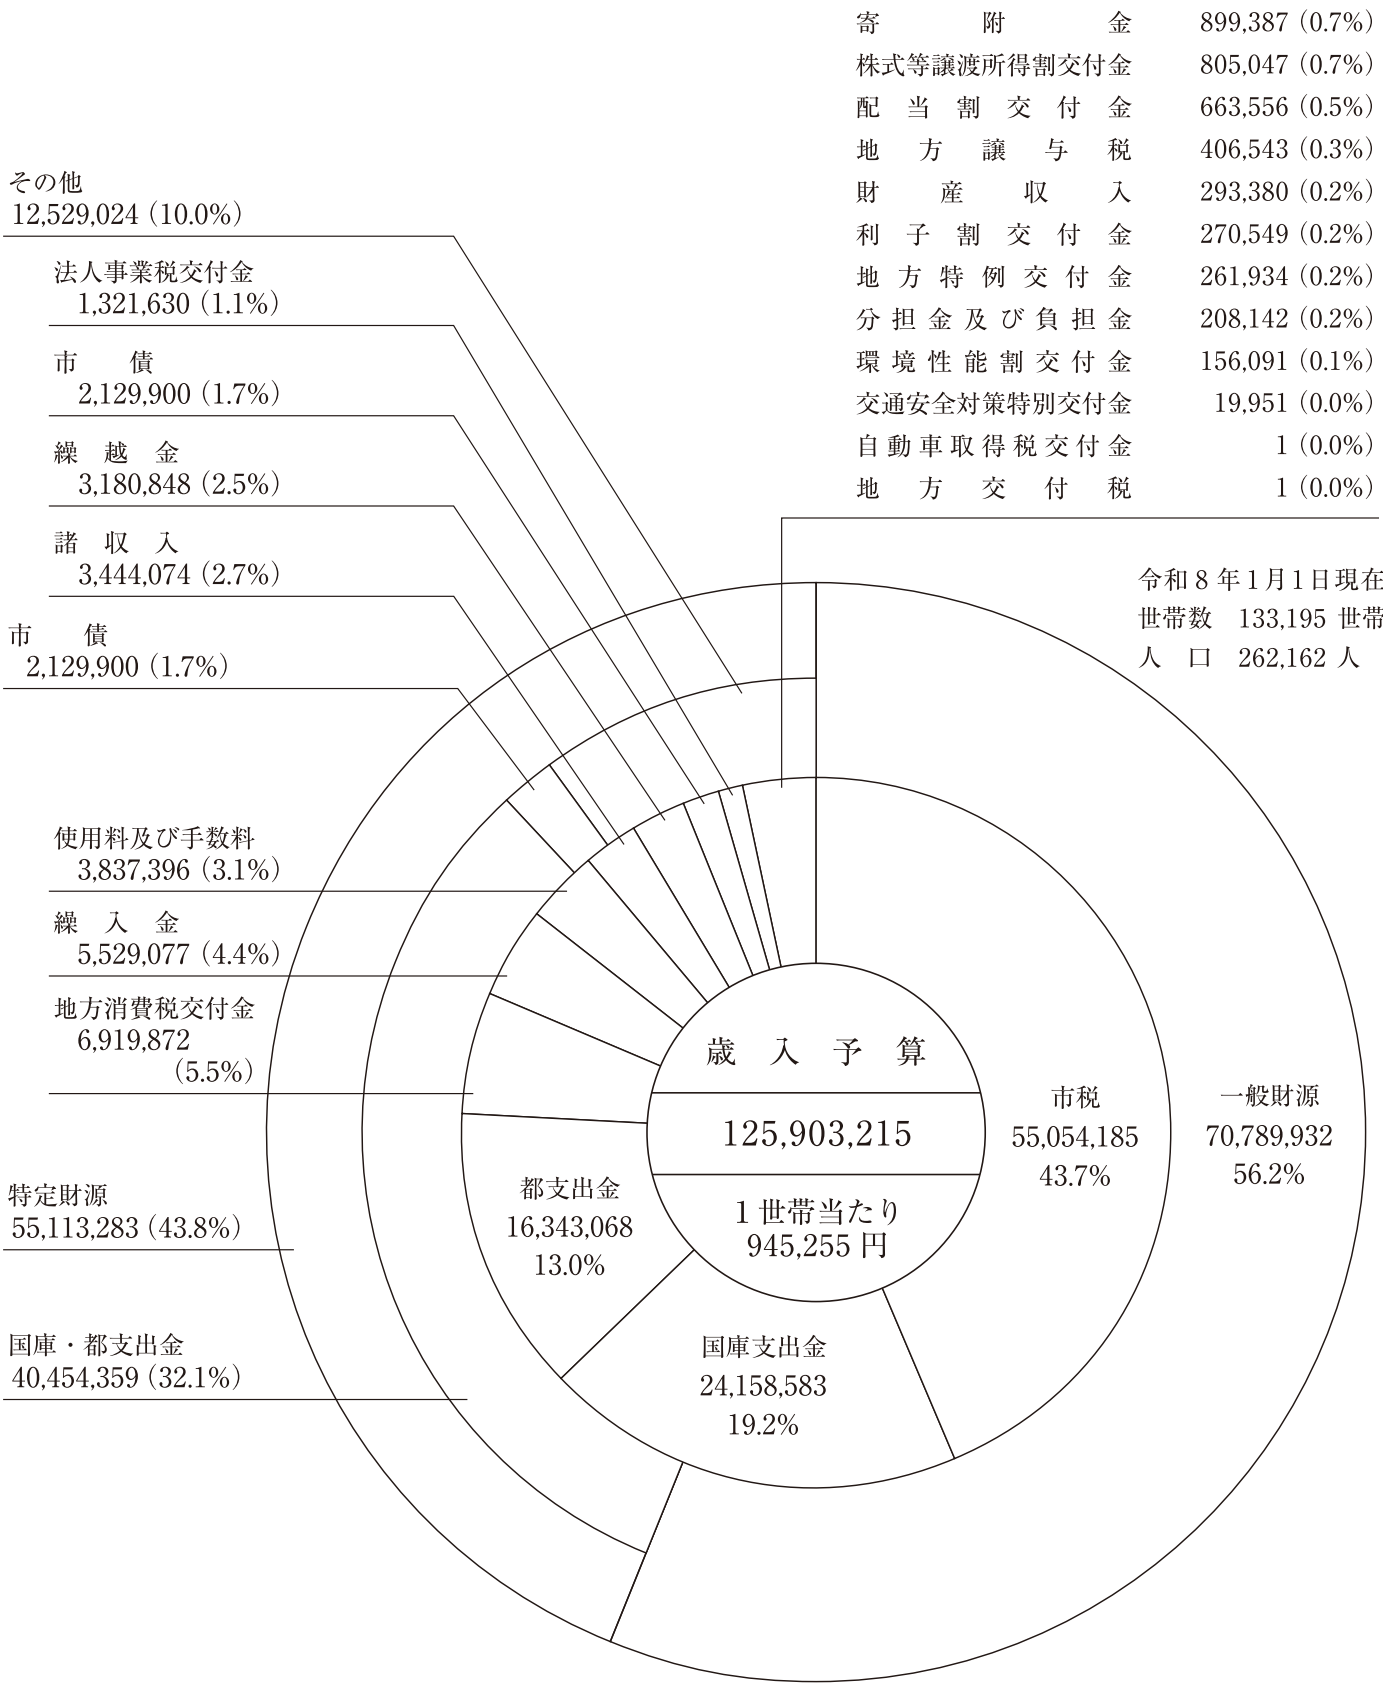 寄附金 899,387（0.7%）
株式等譲渡所得割交付金 805,047（0.7%）
配当割交付金 663,556（0.5%）
地方譲与税 406,543（0.3%）
財産収入 293,380（0.2%）
利子割交付金 270,549（0.2%）
地方特例交付金 261,934（0.2%）
分担金及び負担金 208,142（0.2%）
環境性能割交付金 156,091（0.1%）
交通安全対策特別交付金 19,951（0.0%）
自動車取得税交付金 1（0.0%）
地方交付税 1（0.0%）
令和8年1月1日現在
世帯数 133,195 世帯
人口 262,162 人
その他
12,529,024（10.0%）
法人事業税交付金
1,321,630（1.1%）
市債
2,129,900（1.7%）
繰越金
3,180,848（2.5%）
諸収入
3,444,074（2.7%）
市債
2,129,900（1.7%）
使用料及び手数料
3,837,396（3.1%）
繰入金
5,529,077（4.4%）
地方消費税交付金
6,919,872
（5.5%）
特定財源
55,113,283（43.8%）
国庫・都支出金
40,454,359（32.1%）
歳入予算
125,903,215
1世帯当たり
945,255 円
市税
55,054,185
43.7%
一般財源
70,789,932
56.2%
都支出金
16,343,068
13.0%
国庫支出金
24,158,583
19.2%